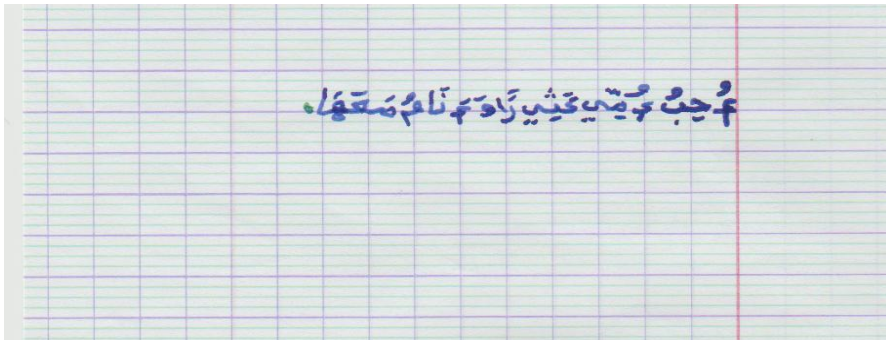 ءُحِبُ ءُمِّي كَثِي رًا وَءَ نَامُ مَعَهَا.